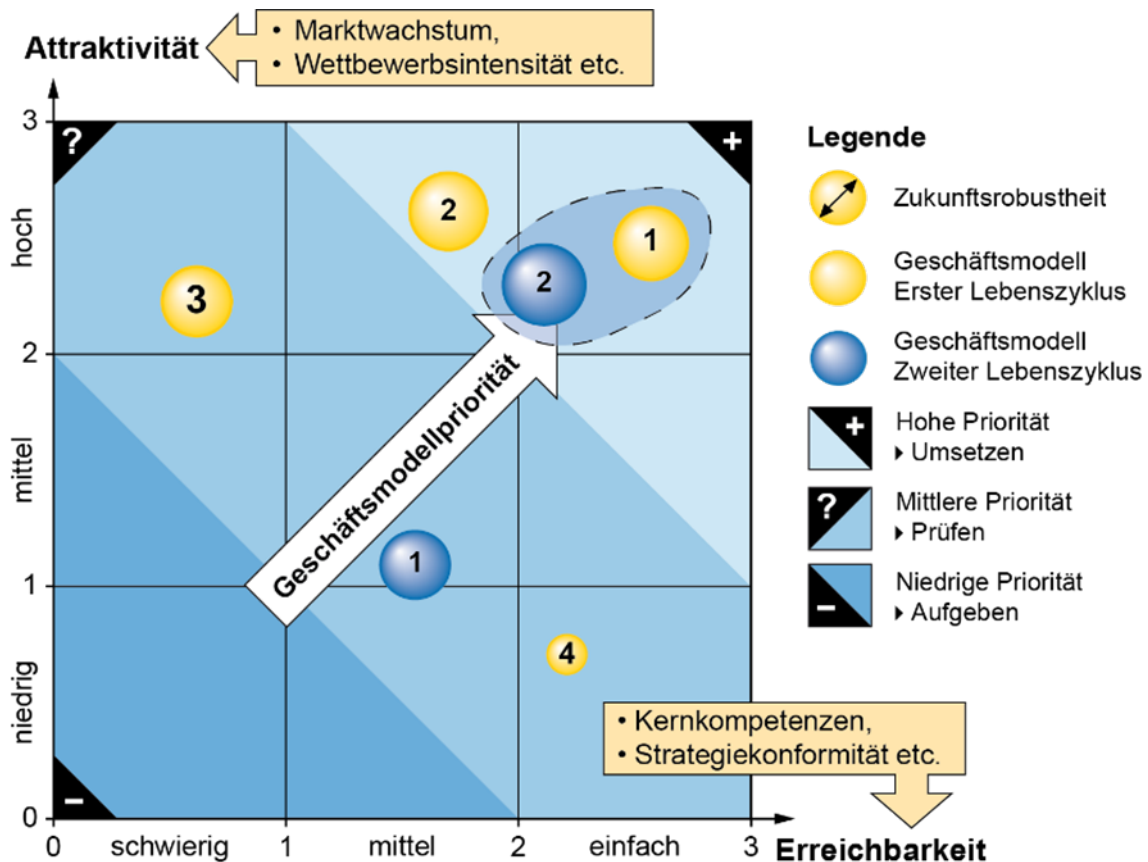 Attraktivität
• Marktwachstum,
• Wettbewerbsintensität etc.
3
?
+
hoch
2
1
2
3
2
mittel
Geschäftsmodellpriorität
1
1
niedrig
4
• Kernkompetenzen,
• Strategiekonformität etc.
–
0
0
schwierig
1
mittel
2
einfach
3
Erreichbarkeit
Legende
Zukunftsrobustheit
Geschäftsmodell
Erster Lebenszyklus
Geschäftsmodell
Zweiter Lebenszyklus
+
Hohe Priorität
▸ Umsetzen
?
Mittlere Priorität
▸ Prüfen
–
Niedrige Priorität
▸ Aufgeben